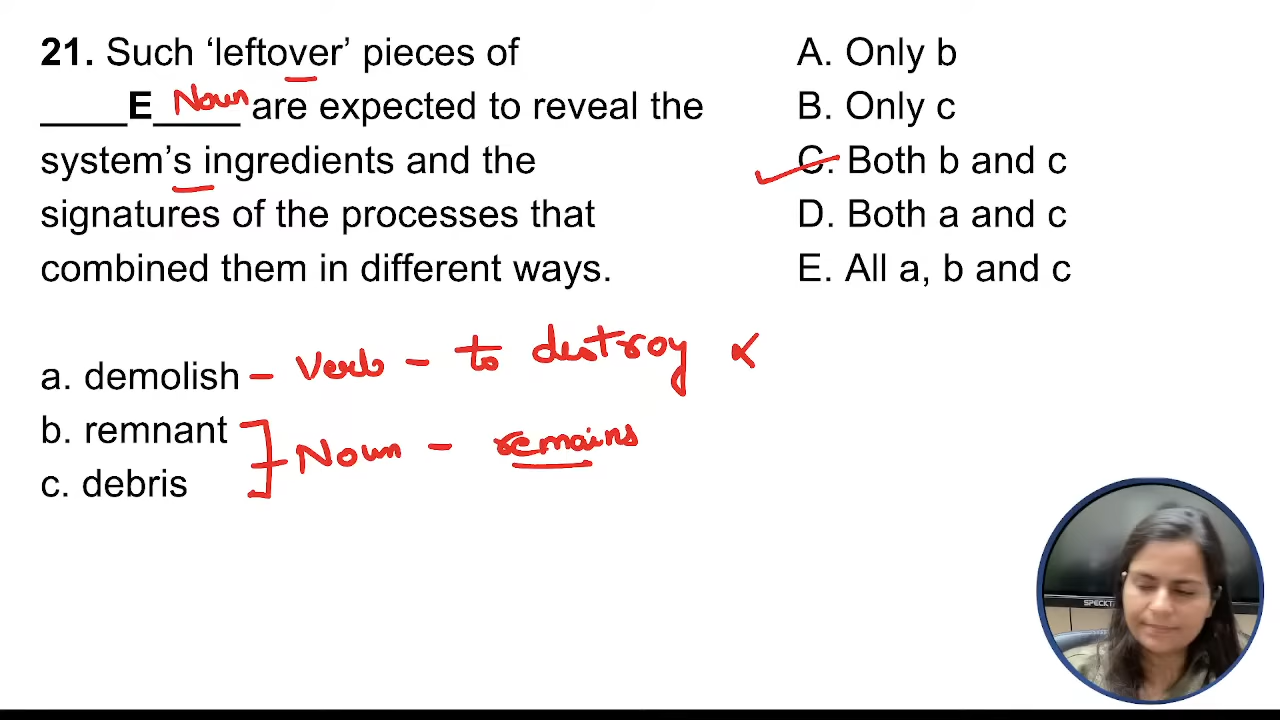 21. Such ‘leftover’ pieces of
____E____ are expected to reveal the
Noun
system’s ingredients and the
signatures of the processes that
combined them in different ways.
A. Only b
B. Only c
C. Both b and c
D. Both a and c
E. All a, b and c
a. demolish – Verb – to destroy ×
b. remnant
c. debris
Noun – remains
SPECKT